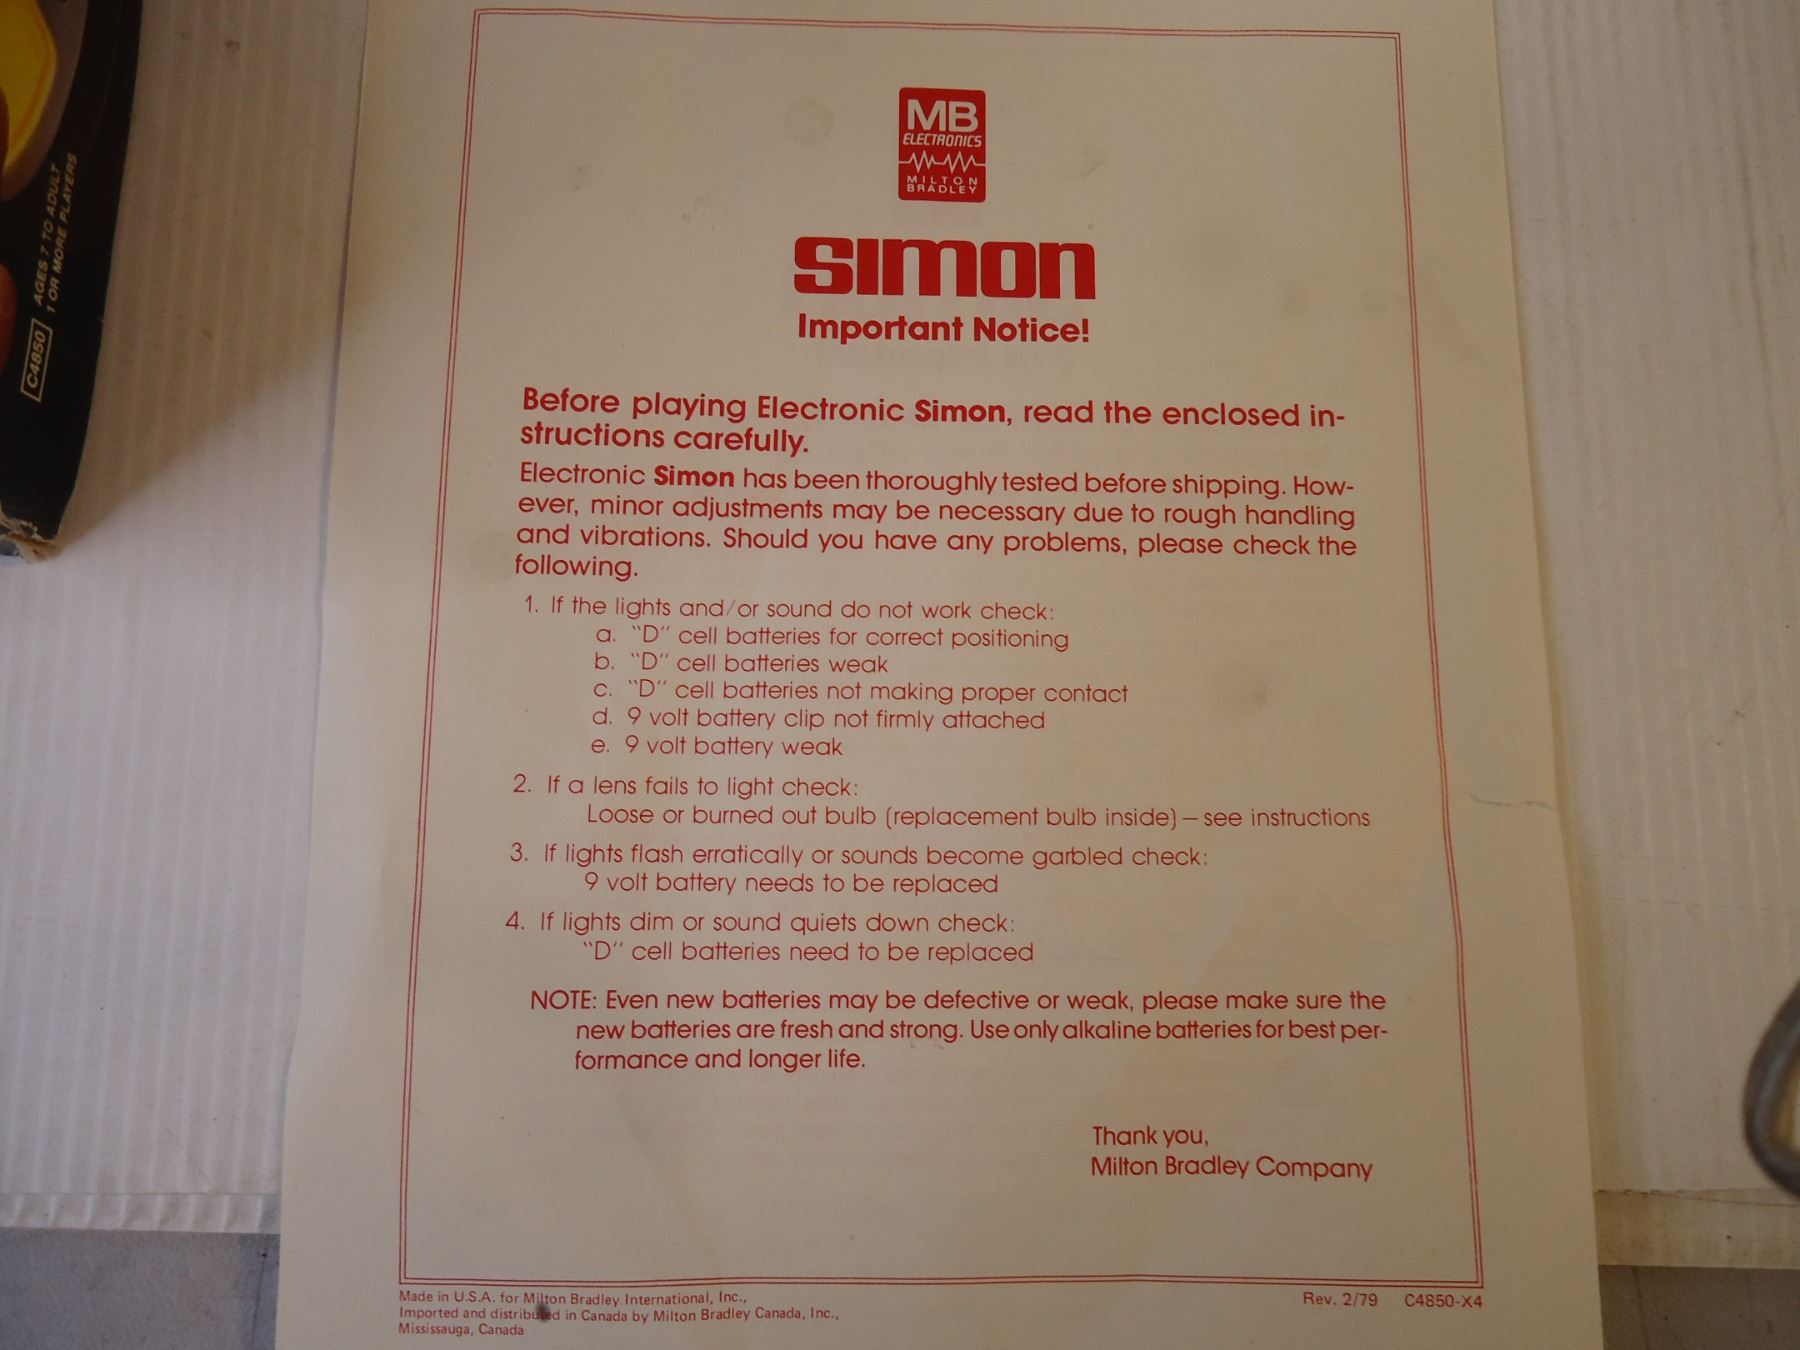 C4850
AGES 7 TO ADULT
1 OR MORE PLAYERS
MB
ELECTRONICS
MILTON
BRADLEY
SIMON
Important Notice!
Before playing Electronic Simon, read the enclosed in-
structions carefully.
Electronic Simon has been thoroughly tested before shipping. How-
ever, minor adjustments may be necessary due to rough handling
and vibrations. Should you have any problems, please check the
following.
1. If the lights and/or sound do not work check:
a. "D" cell batteries for correct positioning
b. "D" cell batteries weak
c. "D" cell batteries not making proper contact
d. 9 volt battery clip not firmly attached
e. 9 volt battery weak
2. If a lens fails to light check:
Loose or burned out bulb (replacement bulb inside) – see instructions
3. If lights flash erratically or sounds become garbled check:
9 volt battery needs to be replaced
4. If lights dim or sound quiets down check:
"D" cell batteries need to be replaced
NOTE: Even new batteries may be defective or weak, please make sure the
new batteries are fresh and strong. Use only alkaline batteries for best per-
formance and longer life.
Thank you,
Milton Bradley Company
Made in U.S.A. for Milton Bradley International, Inc.,
Imported and distributed in Canada by Milton Bradley Canada, Inc.,
Mississauga, Canada
Rev. 2/79 C4850-X4